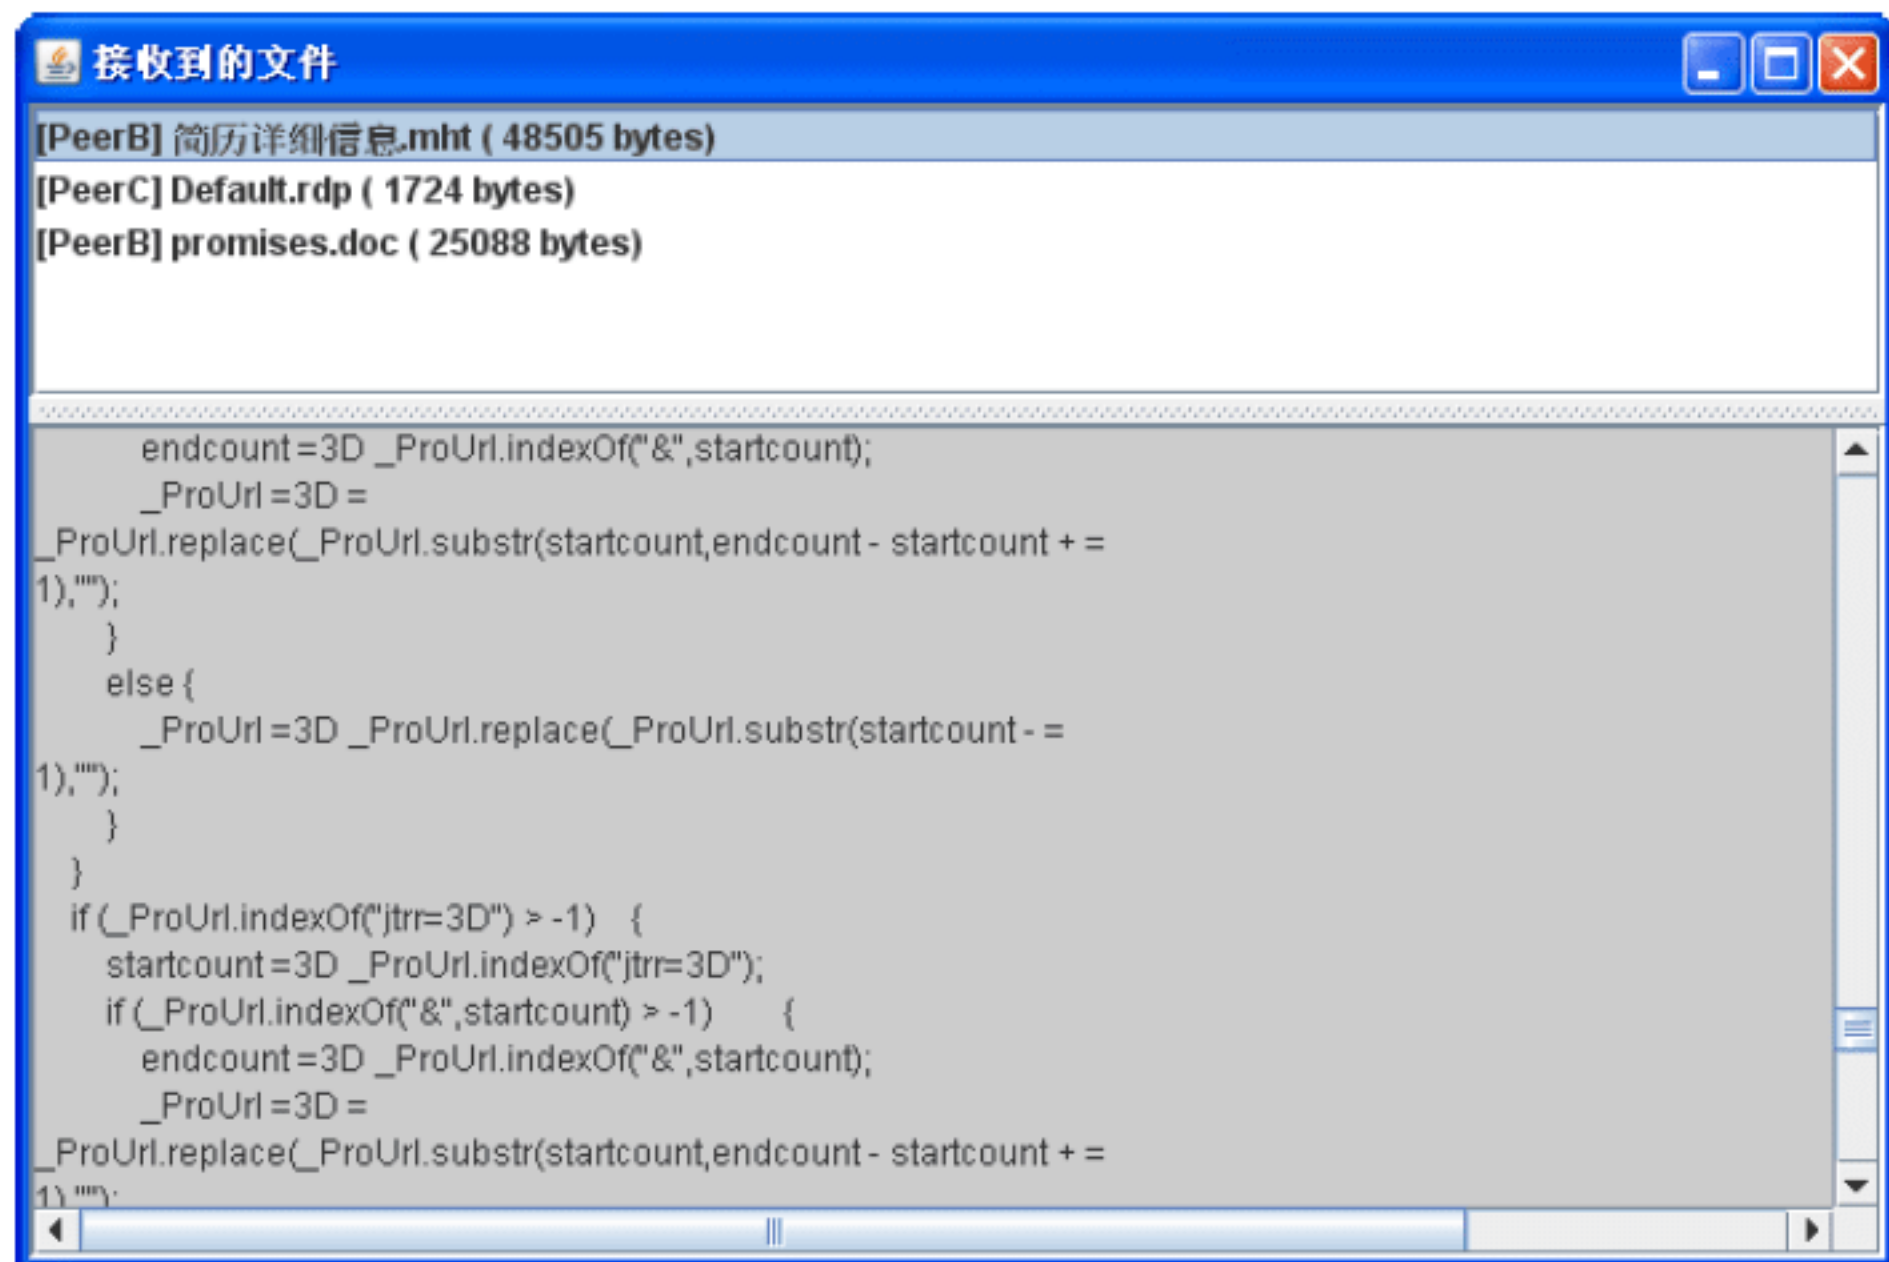 接收到的文件
[PeerB] 简历详细信息.mht ( 48505 bytes)
[PeerC] Default.rdp ( 1724 bytes)
[PeerB] promises.doc ( 25088 bytes)
endcount =3D _ProUrl.indexOf("&",startcount);
_ProUrl =3D =
_ProUrl.replace(_ProUrl.substr(startcount,endcount - startcount + =
1),"");
}
else {
_ProUrl =3D _ProUrl.replace(_ProUrl.substr(startcount - =
1),"");
}
}
if (_ProUrl.indexOf("jtrr=3D") > -1) {
startcount =3D _ProUrl.indexOf("jtrr=3D");
if (_ProUrl.indexOf("&",startcount) > -1) {
endcount =3D _ProUrl.indexOf("&",startcount);
_ProUrl =3D =
_ProUrl.replace(_ProUrl.substr(startcount,endcount - startcount + =
1),"");